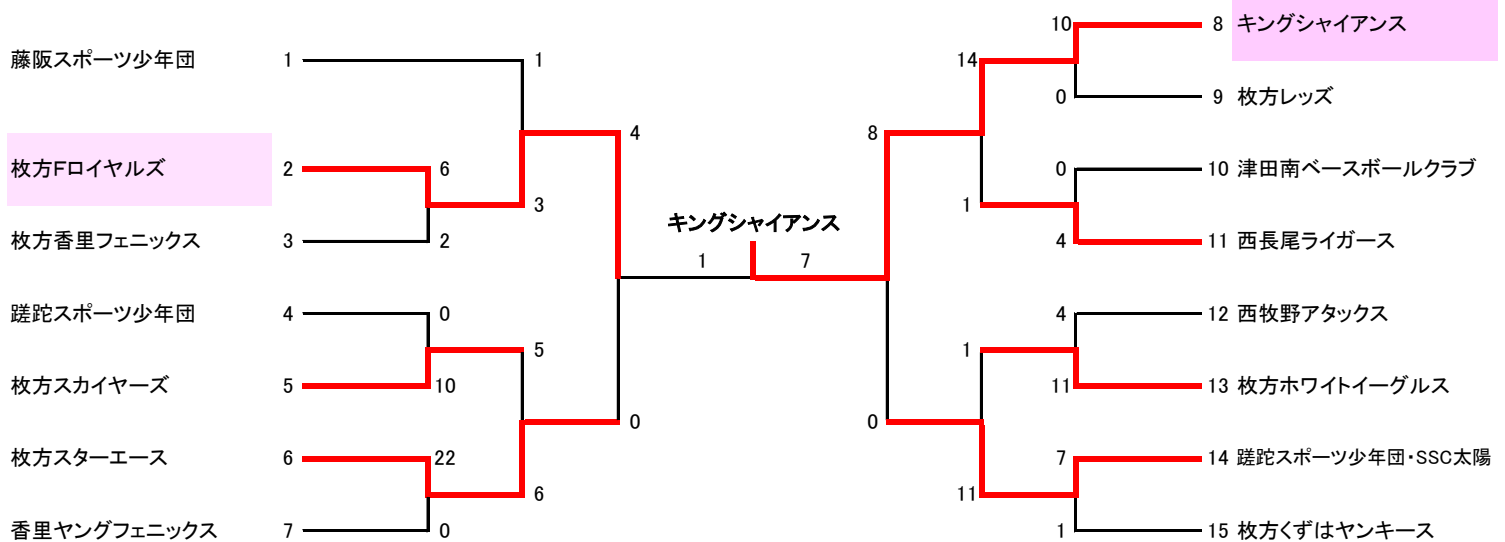 藤阪スポーツ少年団 1 1
枚方Fロイヤルズ 2 6
3
4
枚方香里フェニックス 3 2
蹉跎スポーツ少年団 4 0
5
枚方スカイヤーズ 5 10
0
枚方スターエース 6 22
6
香里ヤングフェニックス 7 0
キングシャイアンス
1 7
10 8 キングシャイアンス
14
0 9 枚方レッズ
8
0 10 津田南ベースボールクラブ
1
4 11 西長尾ライガース
4 12 西牧野アタックス
1
11 13 枚方ホワイトイーグルス
0
7 14 蹉跎スポーツ少年団・SSC太陽
11
1 15 枚方くずはヤンキース